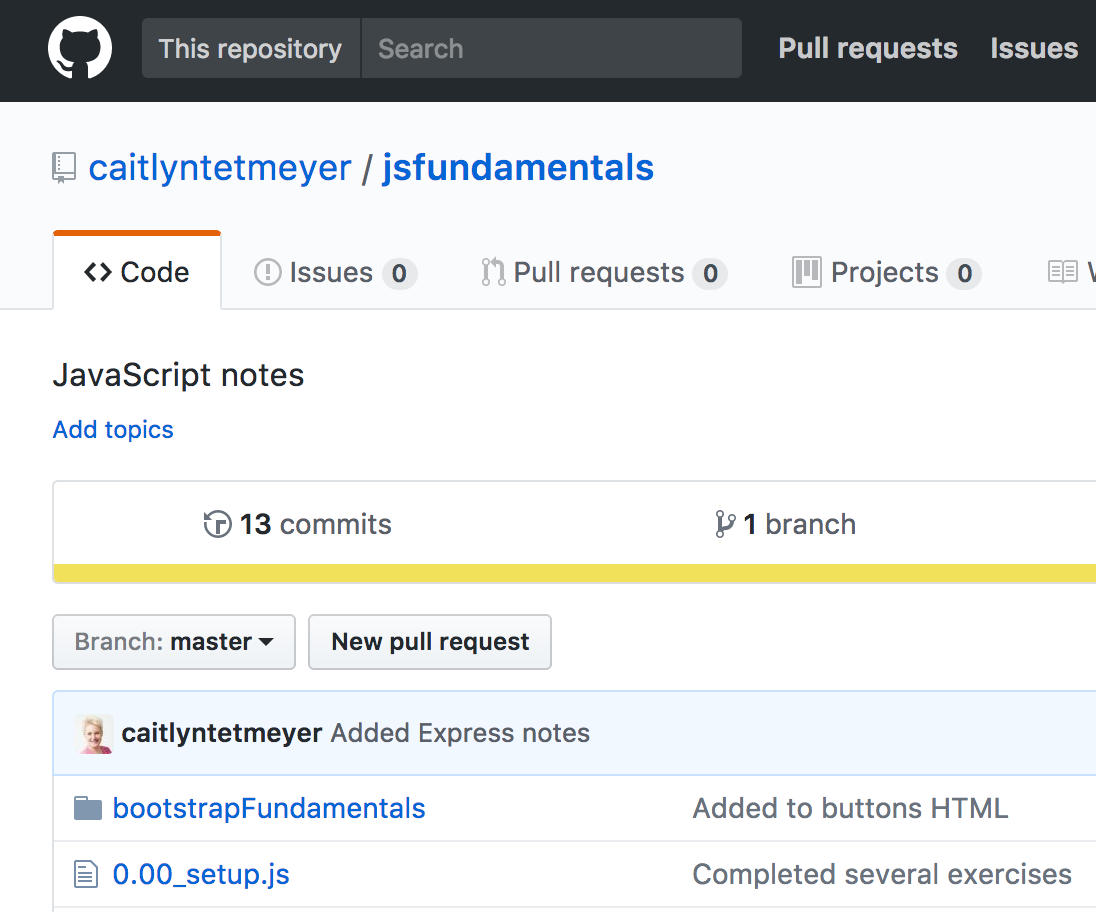 This repository Search Pull requests Issues
caitlyntetmeyer / jsfundamentals
Code Issues 0 Pull requests 0 Projects 0
JavaScript notes
Add topics
13 commits 1 branch
Branch: master New pull request
caitlyntetmeyer Added Express notes
bootstrapFundamentals Added to buttons HTML
0.00_setup.js Completed several exercises